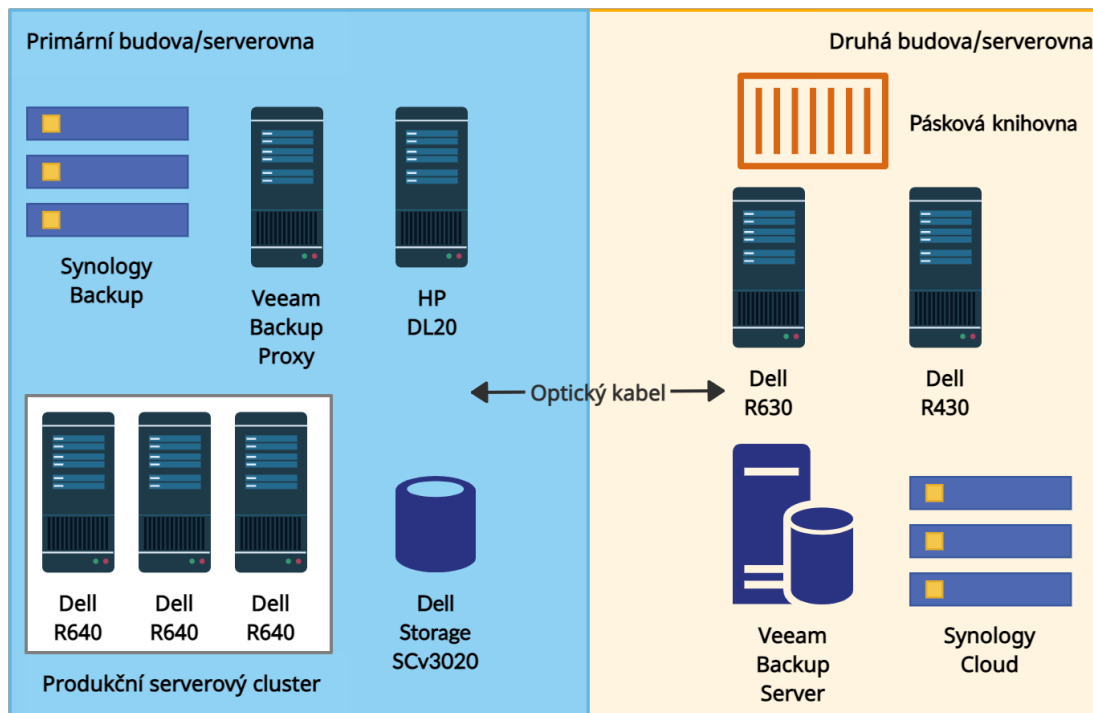 Primární budova/serverovna
Synology
Backup
Veeam
Backup
Proxy
HP
DL20
Dell
R640
Dell
R640
Dell
R640
Produkční serverový cluster
Dell
Storage
SCv3020
Optický kabel
Druhá budova/serverovna
Pásková knihovna
Dell
R630
Dell
R430
Veeam
Backup
Server
Synology
Cloud